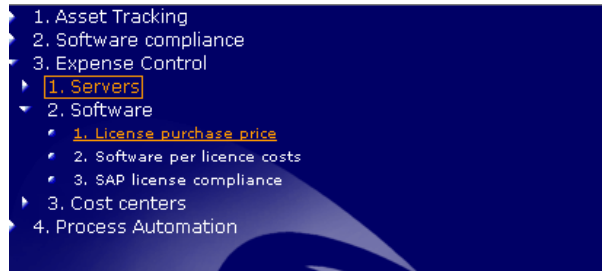 1. Asset Tracking
2. Software compliance
3. Expense Control
1. Servers
2. Software
1. License purchase price
2. Software per licence costs
3. SAP license compliance
3. Cost centers
4. Process Automation